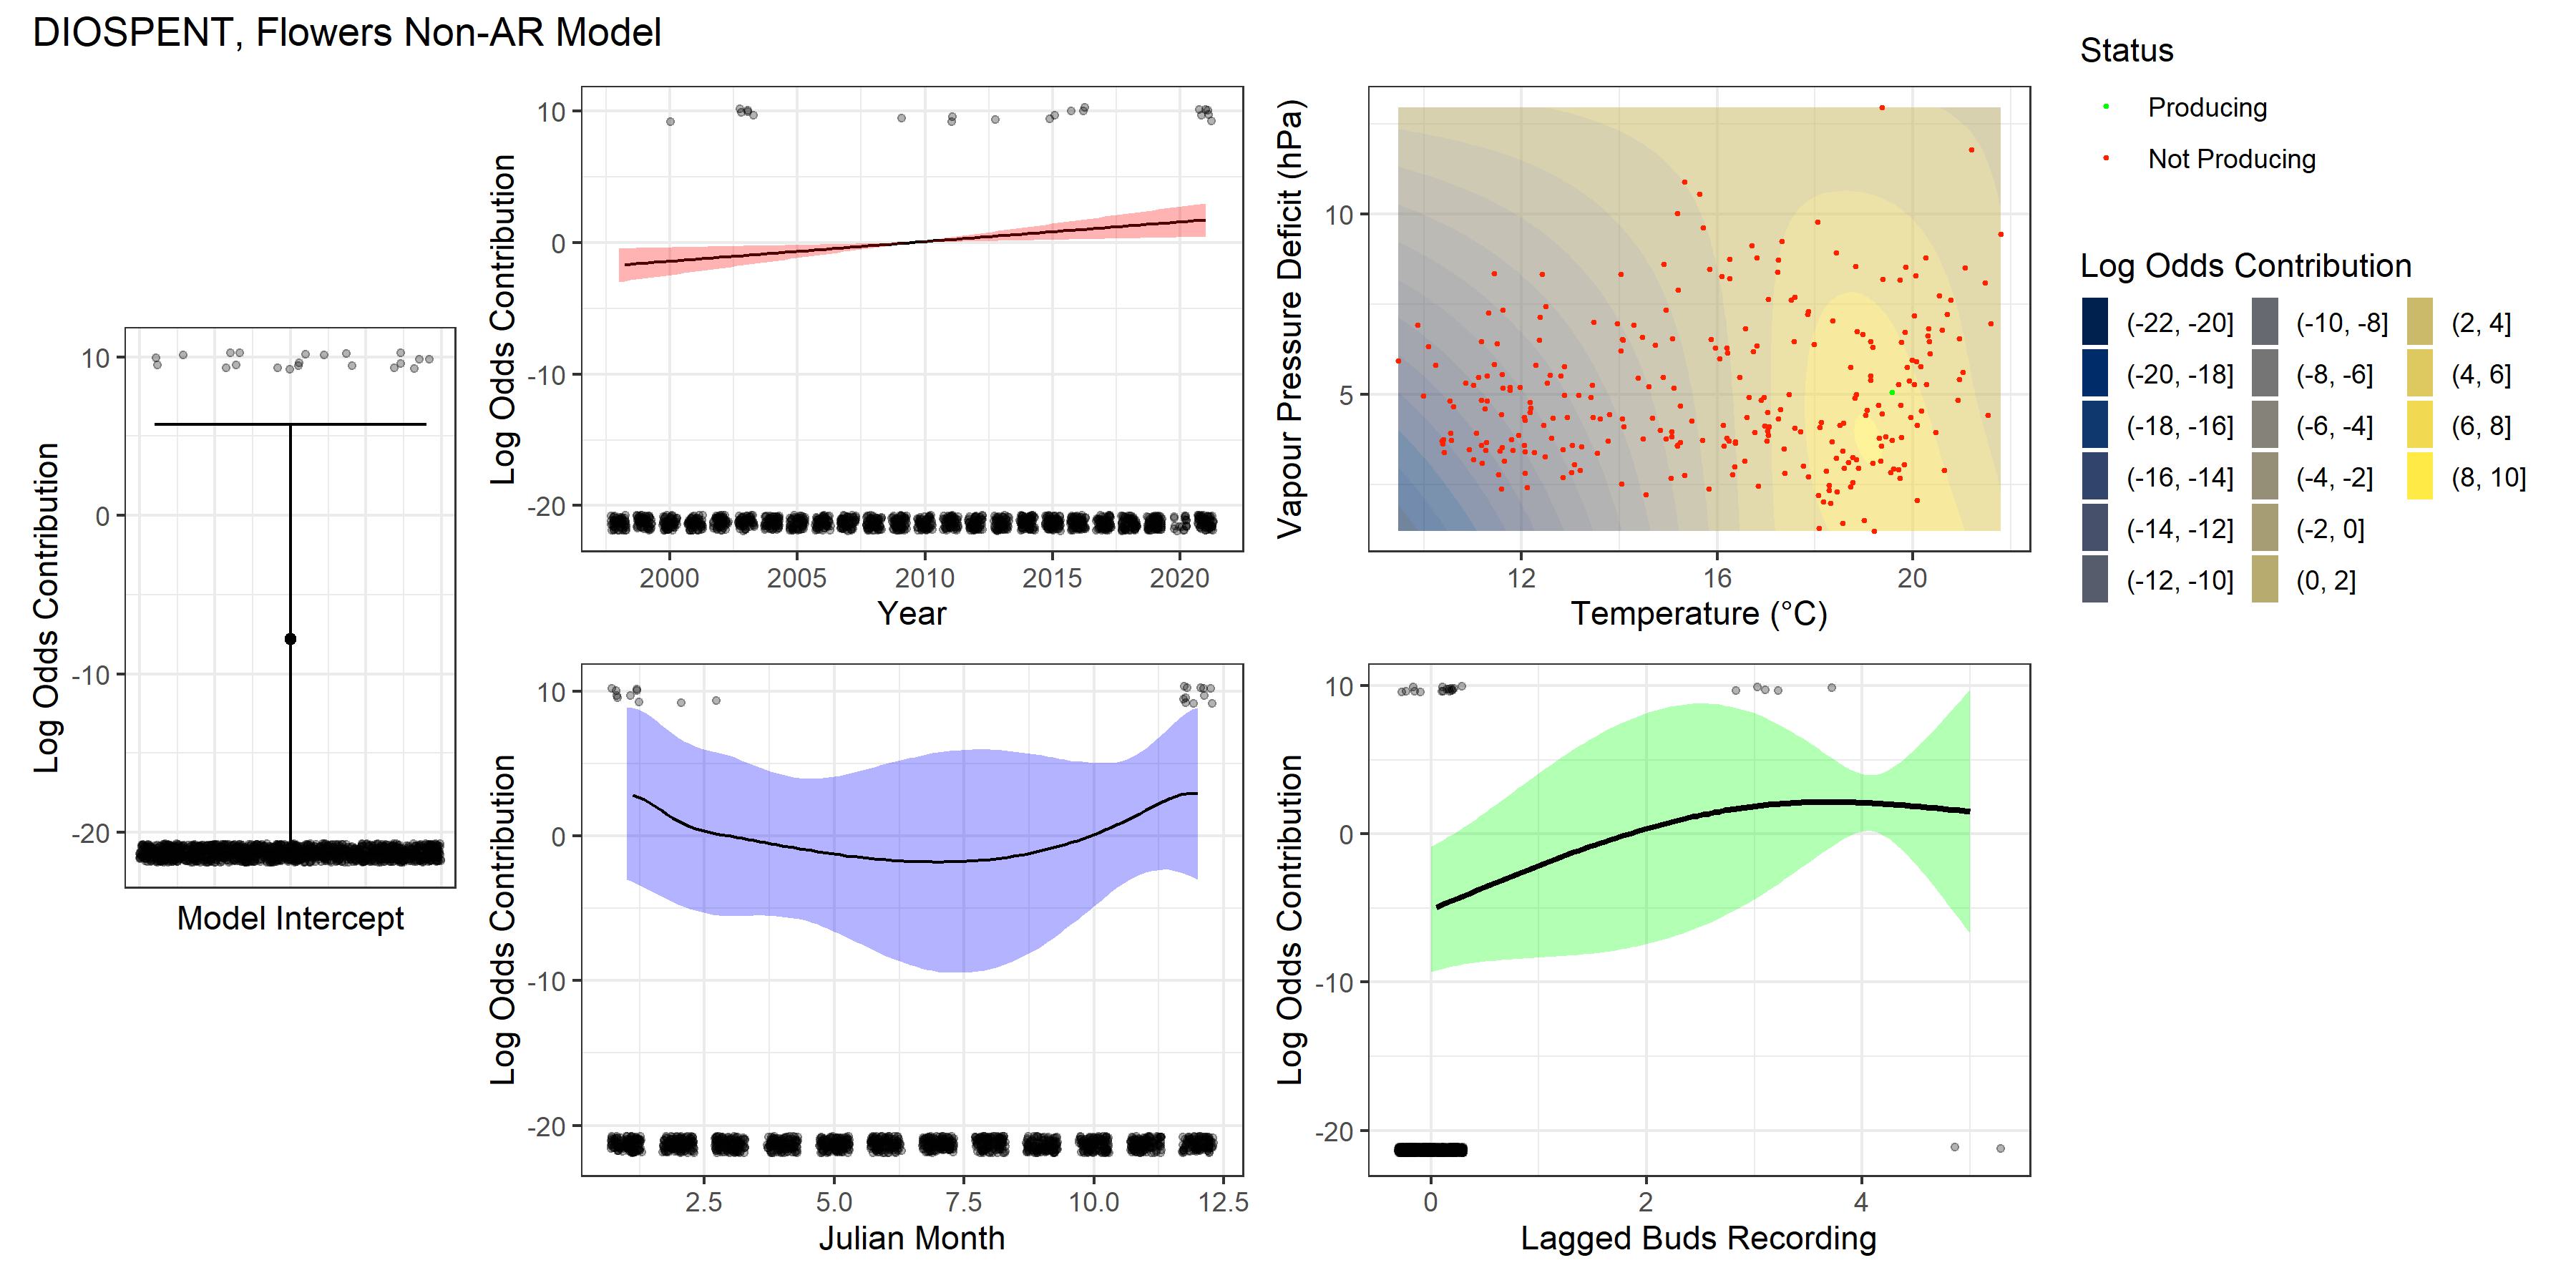 DIOSPENT, Flowers Non-AR Model
Log Odds Contribution
10
0
-10
-20
Model Intercept
Log Odds Contribution
10
0
-10
-20
2000 2005 2010 2015 2020
Year
Vapour Pressure Deficit (hPa)
10
5
12 16 20
Temperature (°C)
Log Odds Contribution
10
0
-10
-20
2.5 5.0 7.5 10.0 12.5
Julian Month
Log Odds Contribution
10
0
-10
-20
0 2 4
Lagged Buds Recording
Status
Producing
Not Producing
Log Odds Contribution
(-22, -20] (-10, -8] (2, 4]
(-20, -18] (-8, -6] (4, 6]
(-18, -16] (-6, -4] (6, 8]
(-16, -14] (-4, -2] (8, 10]
(-14, -12] (-2, 0]
(-12, -10] (0, 2]